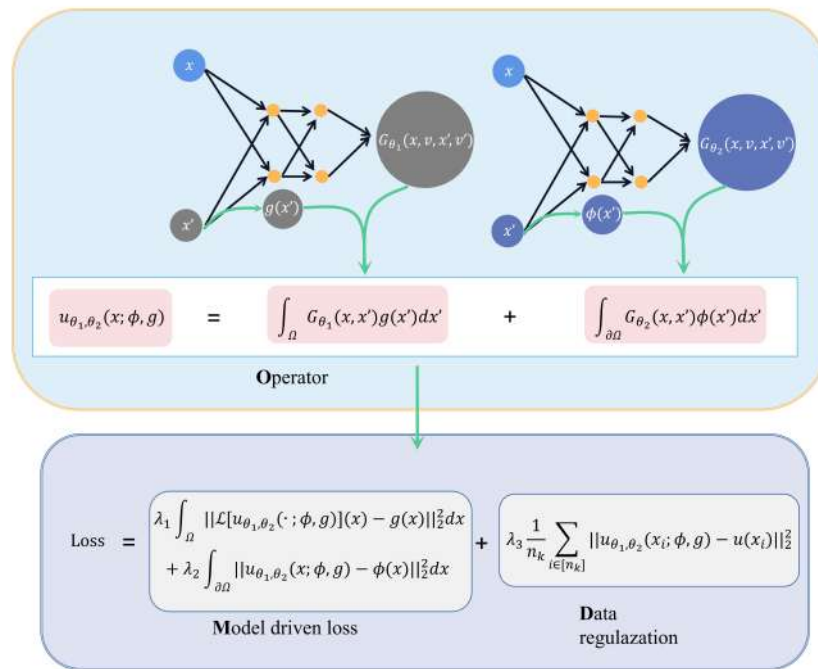 x
x
G_{θ_1}(x, v, x', v')
G_{θ_2}(x, v, x', v')
x'
g(x')
x'
ϕ(x')
u_{θ_1,θ_2}(x; ϕ, g) = ∫_Ω G_{θ_1}(x, x')g(x')dx' + ∫_{∂Ω} G_{θ_2}(x, x')ϕ(x')dx'
Operator
Loss = λ_1 ∫_Ω ||ℒ[u_{θ_1,θ_2}(· ; ϕ, g)](x) − g(x)||_2^2 dx
+ λ_2 ∫_{∂Ω} ||u_{θ_1,θ_2}(x; ϕ, g) − ϕ(x)||_2^2 dx
+ λ_3 \frac{1}{n_k} ∑_{i∈[n_k]} ||u_{θ_1,θ_2}(x_i; ϕ, g) − u(x_i)||_2^2
Model driven loss
Data
regulazation